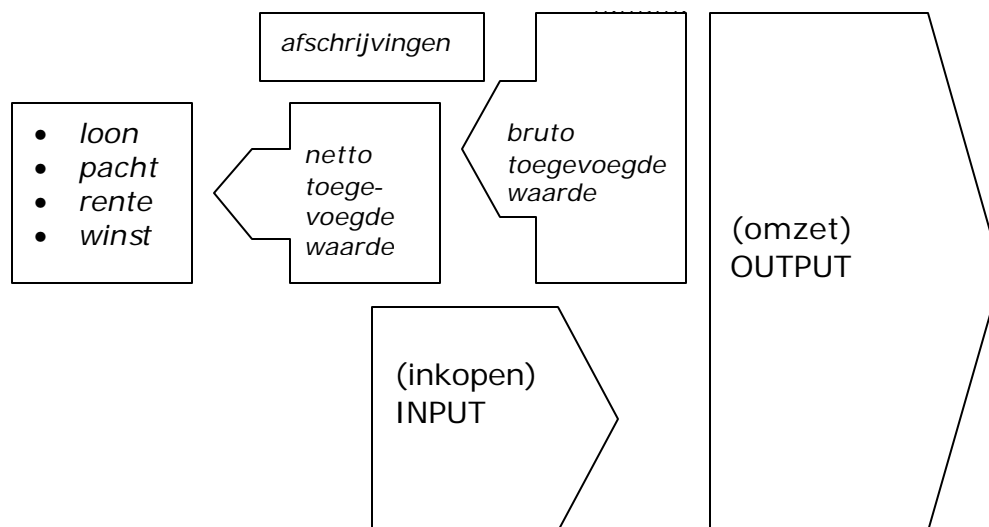 afschrijvingen
• loon
• pacht
• rente
• winst
netto
toege-
voegde
waarde
bruto
toegevoegde
waarde
(omzet)
OUTPUT
(inkopen)
INPUT